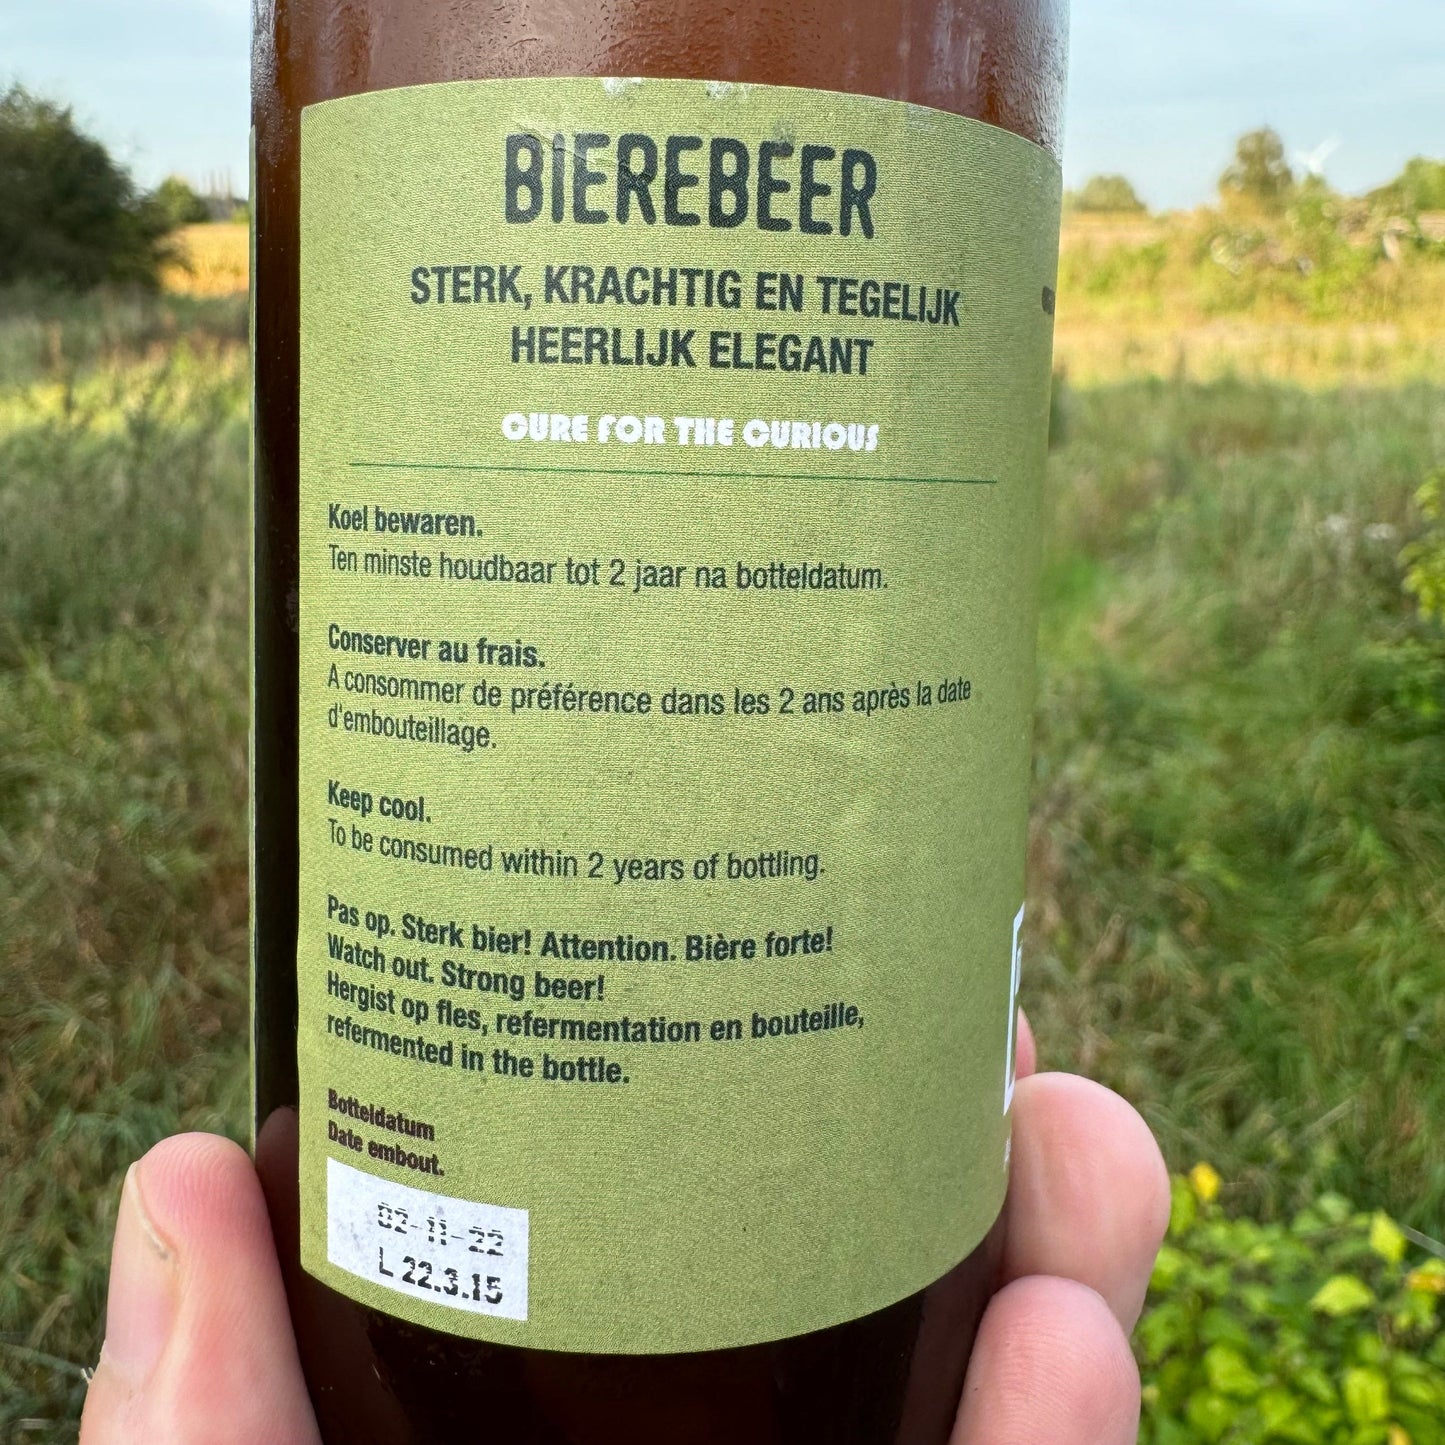 BIEREBEER
STERK, KRACHTIG EN TEGELIJK
HEERLIJK ELEGANT
CURE FOR THE CURIOUS
Koel bewaren.
Ten minste houdbaar tot 2 jaar na botteldatum.
Conserver au frais.
A consommer de préférence dans les 2 ans après la date
d'embouteillage.
Keep cool.
To be consumed within 2 years of bottling.
Pas op. Sterk bier! Attention. Bière forte!
Watch out. Strong beer!
Hergist op fles, refermentation en bouteille,
refermented in the bottle.
Botteldatum
Date embout.
02-11-22
L 22.3.15